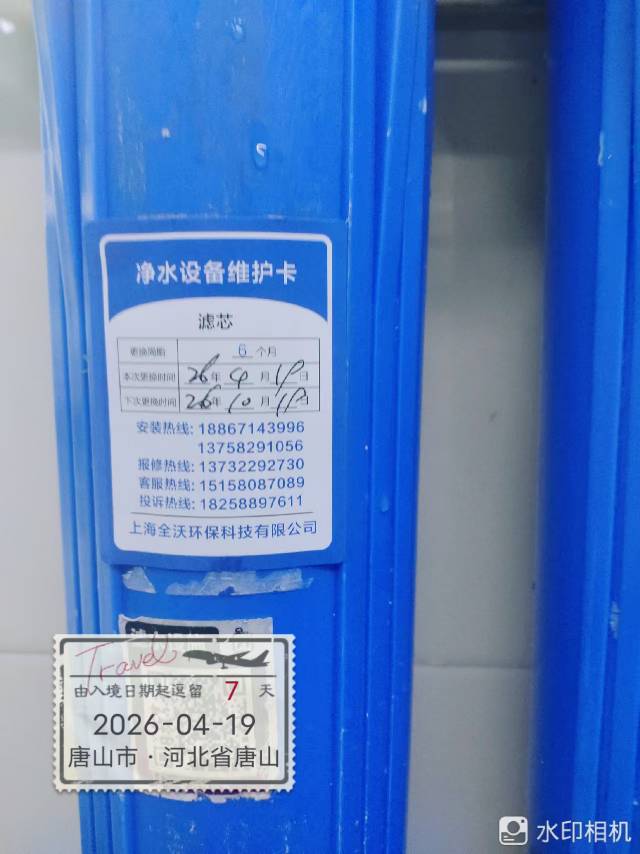 净水设备维护卡
滤芯
更换周期 6 个月
本次更换时间 26年 4 月 19日
下次更换时间 26年 10 月 19日
安装热线: 18867143996
13758291056
报修热线: 13732292730
客服热线: 15158087089
投诉热线: 18258897611
上海全沃环保科技有限公司
Travel
由入境日期起逗留 7 天
2026-04-19
唐山市·河北省唐山
水印相机